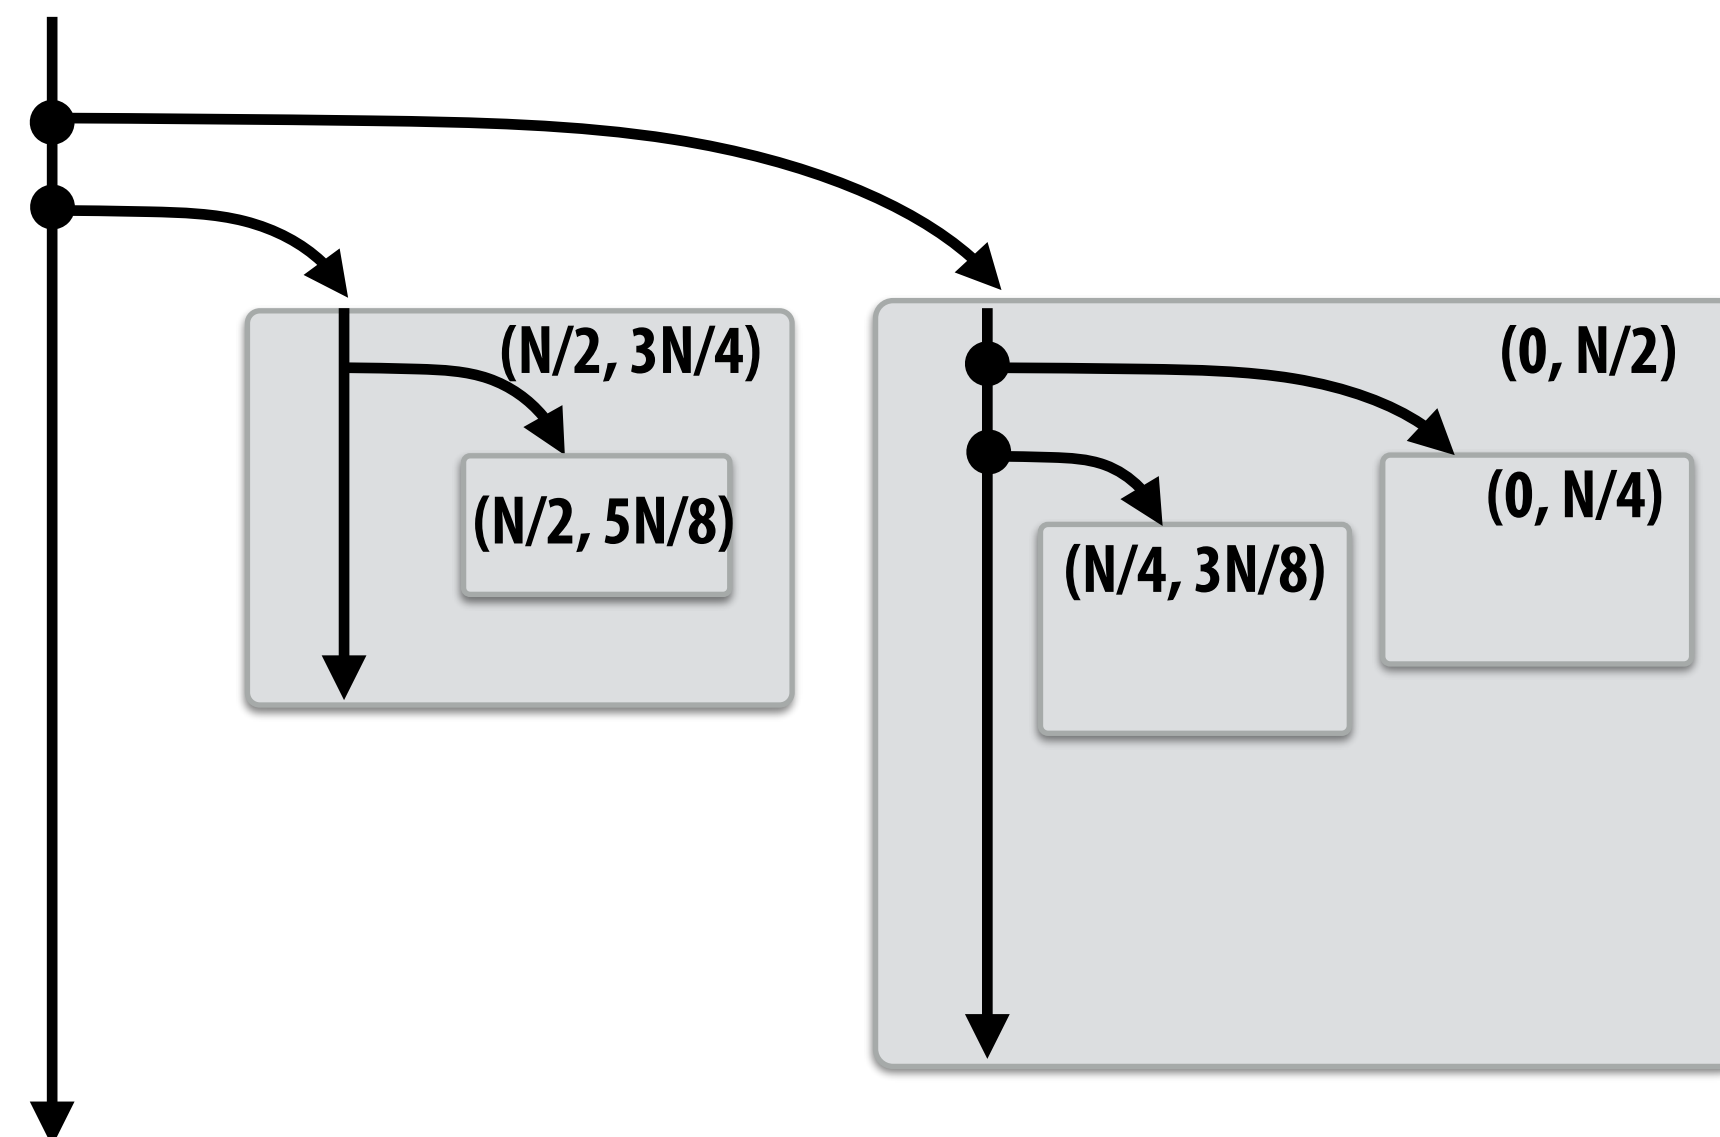 (N/2, 3N/4)
(0, N/2)
(N/2, 5N/8)
(0, N/4)
(N/4, 3N/8)